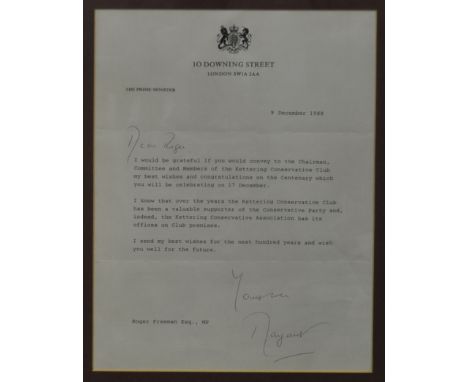 10 DOWNING STREET
LONDON SW1A 2AA
THE PRIME MINISTER
9 December 1988
Dear Roger
I would be grateful if you would convey to the Chairman,
Committee and Members of the Kettering Conservative Club
my best wishes and congratulations on the Centenary which
you will be celebrating on 17 December.
I know that over the years the Kettering Conservative Club
has been a valuable supporter of the Conservative Party and,
indeed, the Kettering Conservative Association has its
offices on Club premises.
I send my best wishes for the next hundred years and wish
you well for the future.
Yours ever
Margaret
Roger Freeman Esq., MP